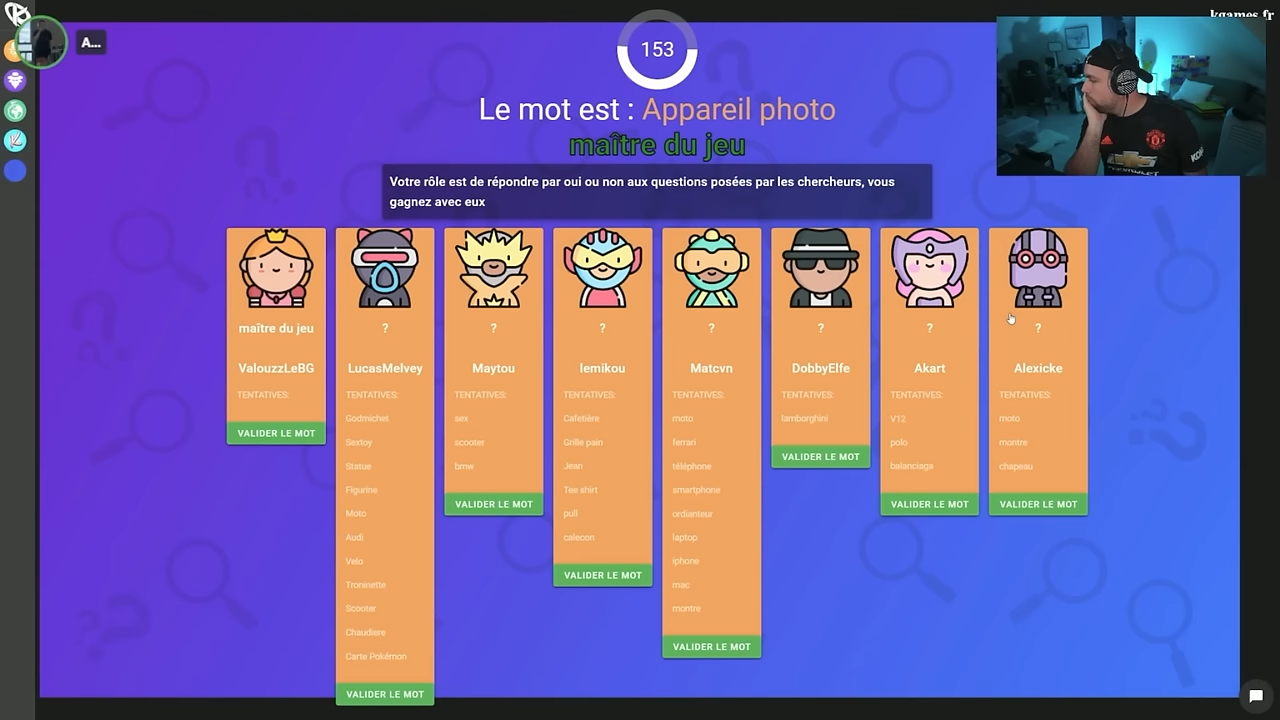 kgames.fr
A...
153
Le mot est : Appareil photo
maître du jeu
Votre rôle est de répondre par oui ou non aux questions posées par les chercheurs, vous
gagnez avec eux
maître du jeu
ValouzzLeBG
TENTATIVES:
VALIDER LE MOT
?
LucasMelvey
TENTATIVES:
Godmichet
Sextoy
Statue
Figurine
Moto
Audi
Velo
Troninette
Scooter
Chaudiere
Carte Pokémon
VALIDER LE MOT
?
Maytou
TENTATIVES:
sex
scooter
bmw
VALIDER LE MOT
?
lemikou
TENTATIVES:
Cafetière
Grille pain
Jean
Tee shirt
pull
calecon
VALIDER LE MOT
?
Matcvn
TENTATIVES:
moto
ferrari
téléphone
smartphone
ordianteur
laptop
iphone
mac
montre
VALIDER LE MOT
?
DobbyElfe
TENTATIVES:
lamborghini
VALIDER LE MOT
?
Akart
TENTATIVES:
V12
polo
balanciaga
VALIDER LE MOT
?
Alexicke
TENTATIVES:
moto
montre
chapeau
VALIDER LE MOT
CHEVROLET